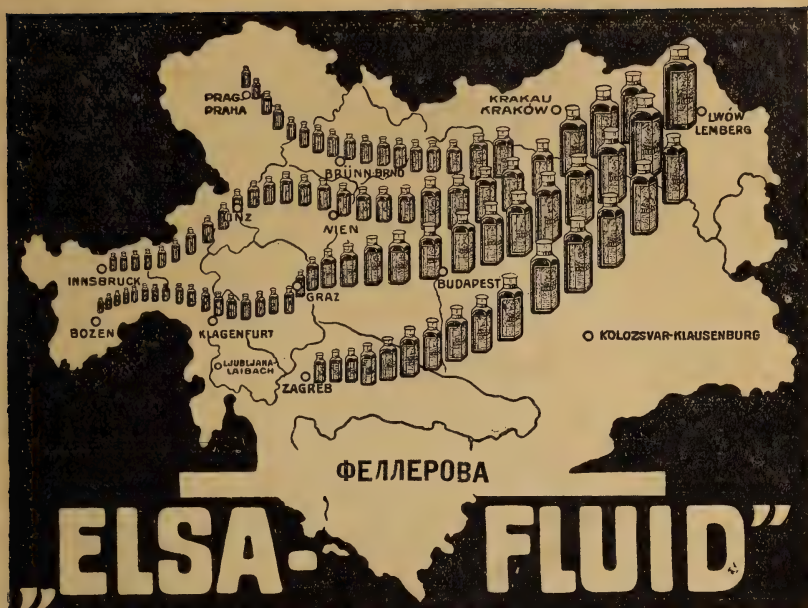 PRAG-
PRAHA
KRAKAU
KRAKÓW
LWÓW
LEMBERG
BRÜNN-BRNO
LINZ
NIEN
INNSBRUCK
GRAZ
BUDAPEST
BOZEN
KLAGENFURT
KOLOZSVAR-KLAUSENBURG
LJUBLJANA-
LAIBACH
ZAGREB
ФЕЛЛЕРОВА
„ELSA-FLUID”